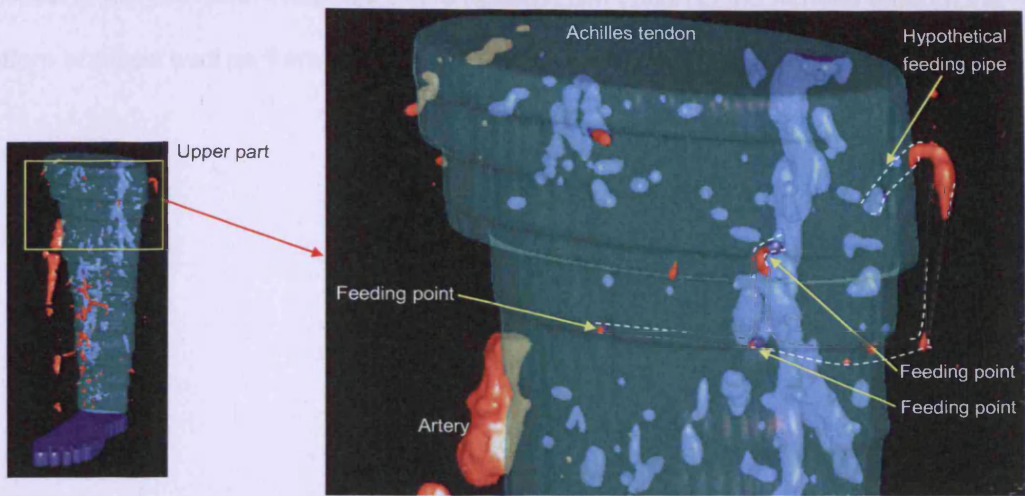 Achilles tendon
Hypothetical
feeding pipe
Upper part
Feeding point
Feeding point
Feeding point
Artery